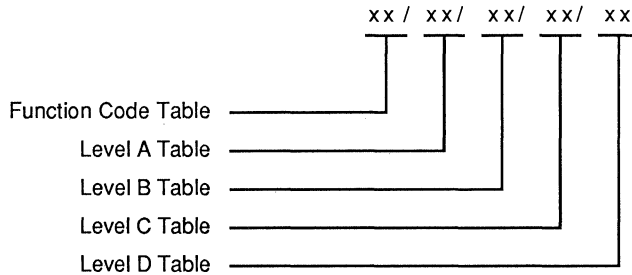 xx/ xx/ xx/ xx/ xx
Function Code Table
Level A Table
Level B Table
Level C Table
Level D Table